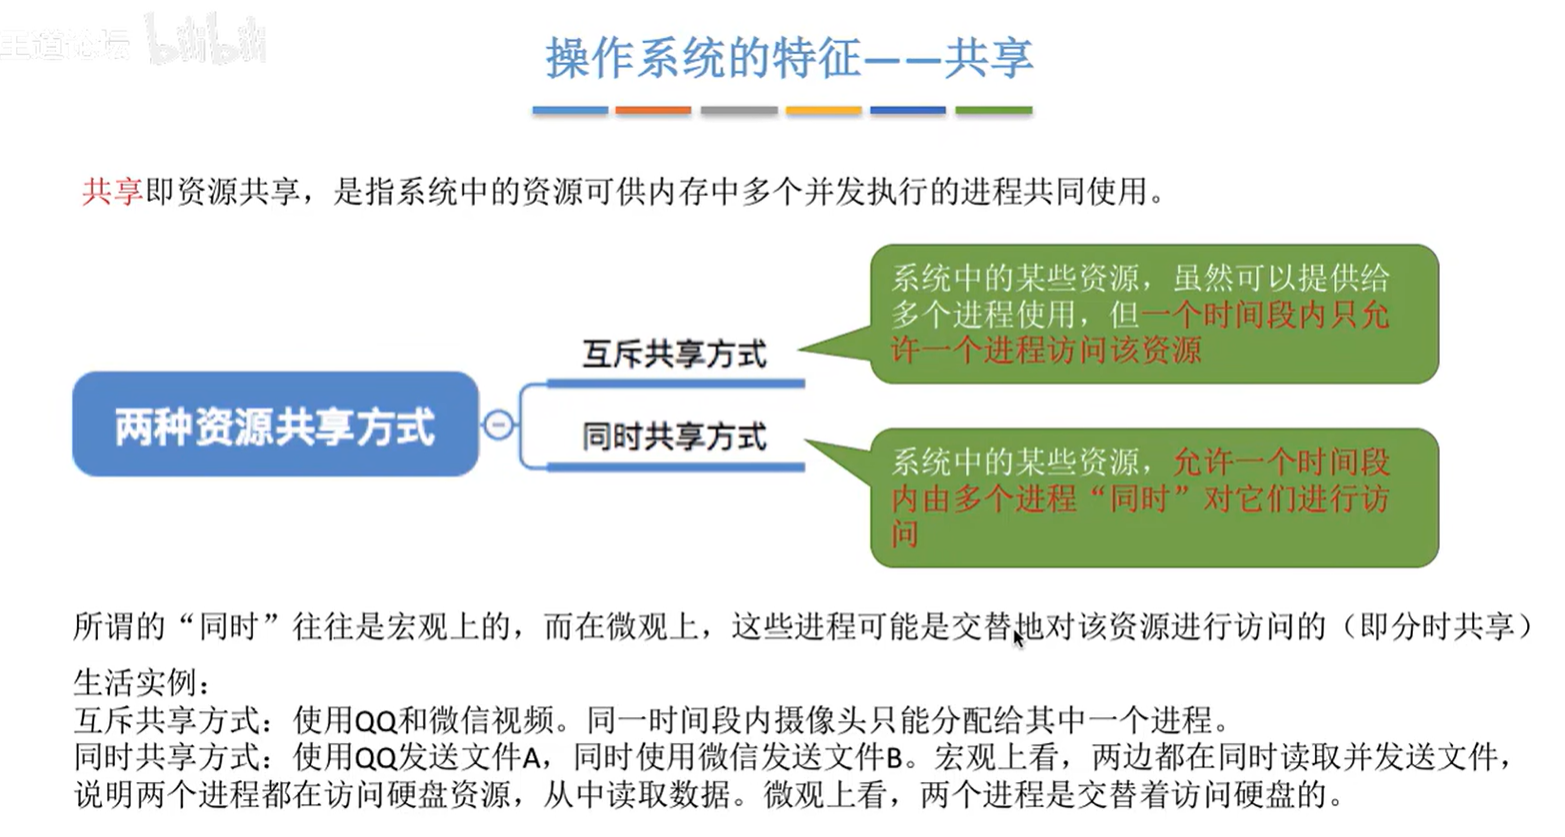 王道论坛 bilibili
操作系统的特征——共享
共享即资源共享，是指系统中的资源可供内存中多个并发执行的进程共同使用。
系统中的某些资源，虽然可以提供给
多个进程使用，但一个时间段内只允
许一个进程访问该资源
互斥共享方式
两种资源共享方式
同时共享方式
系统中的某些资源，允许一个时间段
内由多个进程“同时”对它们进行访
问
所谓的“同时”往往是宏观上的，而在微观上，这些进程可能是交替地对该资源进行访问的（即分时共享）
生活实例：
互斥共享方式：使用QQ和微信视频。同一时间段内摄像头只能分配给其中一个进程。
同时共享方式：使用QQ发送文件A，同时使用微信发送文件B。宏观上看，两边都在同时读取并发送文件，
说明两个进程都在访问硬盘资源，从中读取数据。微观上看，两个进程是交替着访问硬盘的。